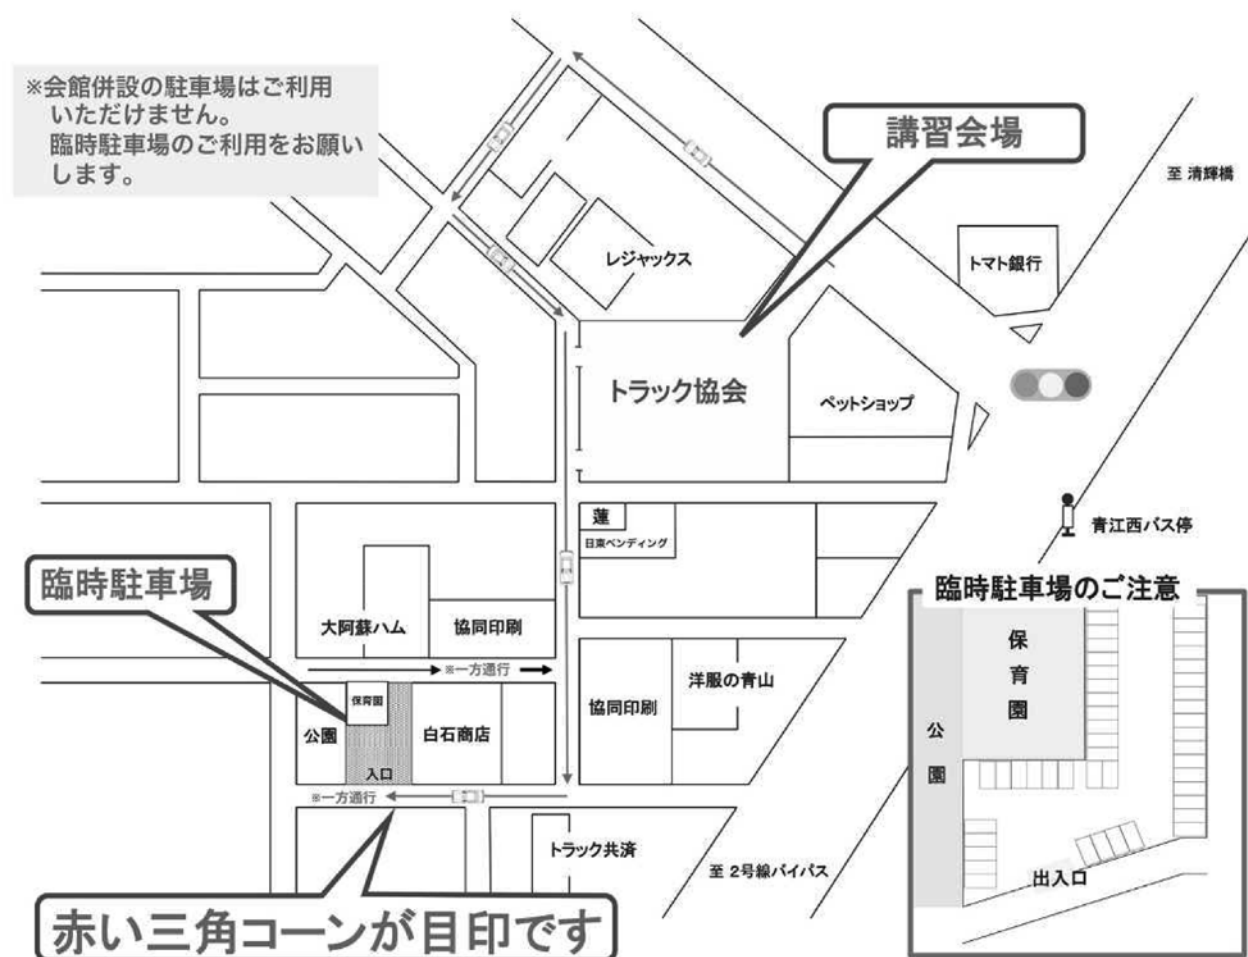 ※会館併設の駐車場はご利用
いただけません。
臨時駐車場のご利用をお願い
します。
講習会場
至 清輝橋
トマト銀行
レジャックス
トラック協会
ペットショップ
蓮
日東ベンディング
青江西バス停
臨時駐車場
大阿蘇ハム
協同印刷
※一方通行
保育園
公園
白石商店
入口
協同印刷
洋服の青山
※一方通行
トラック共済
至 2号線バイパス
赤い三角コーンが目印です
臨時駐車場のご注意
保育園
公園
出入口